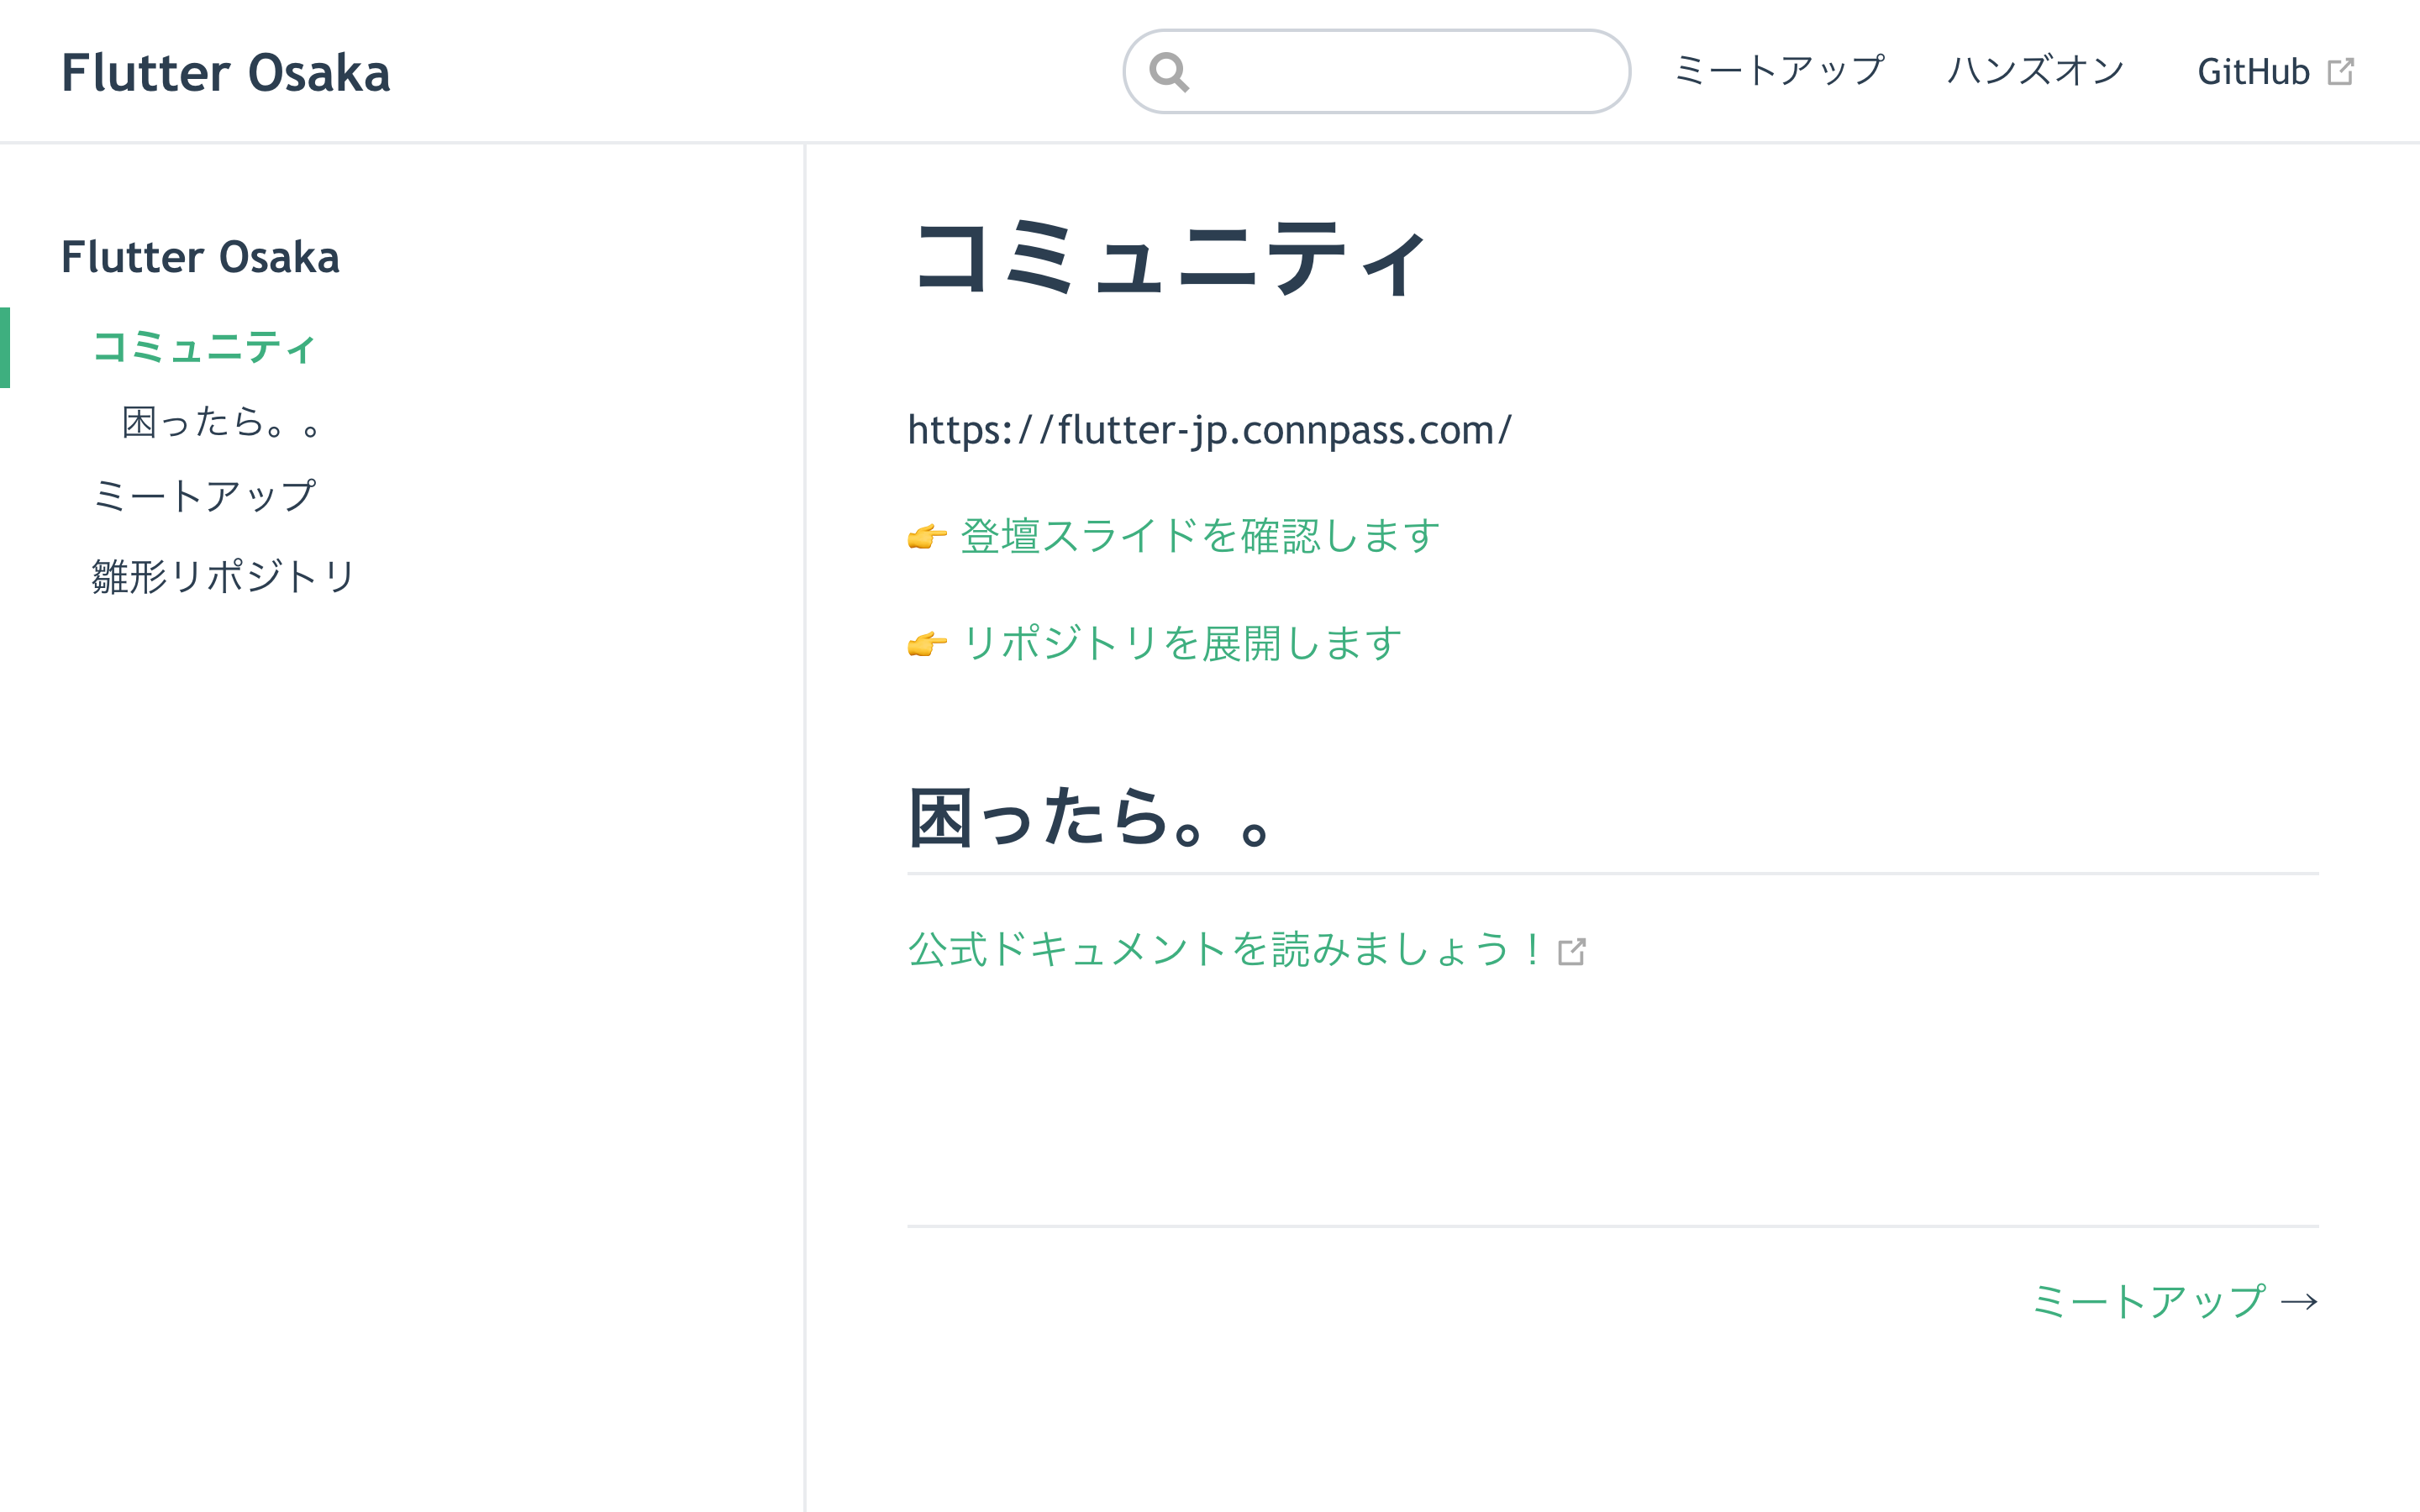 Flutter Osaka
ミートアップ
ハンズオン
GitHub
Flutter Osaka
コミュニティ
困ったら。。
ミートアップ
雛形リポジトリ
コミュニティ
https://flutter-jp.connpass.com/
👉 答壇スライドを確認します
👉 リポジトリを展開します
困ったら。。
公式ドキュメントを読みましょう！
ミートアップ →